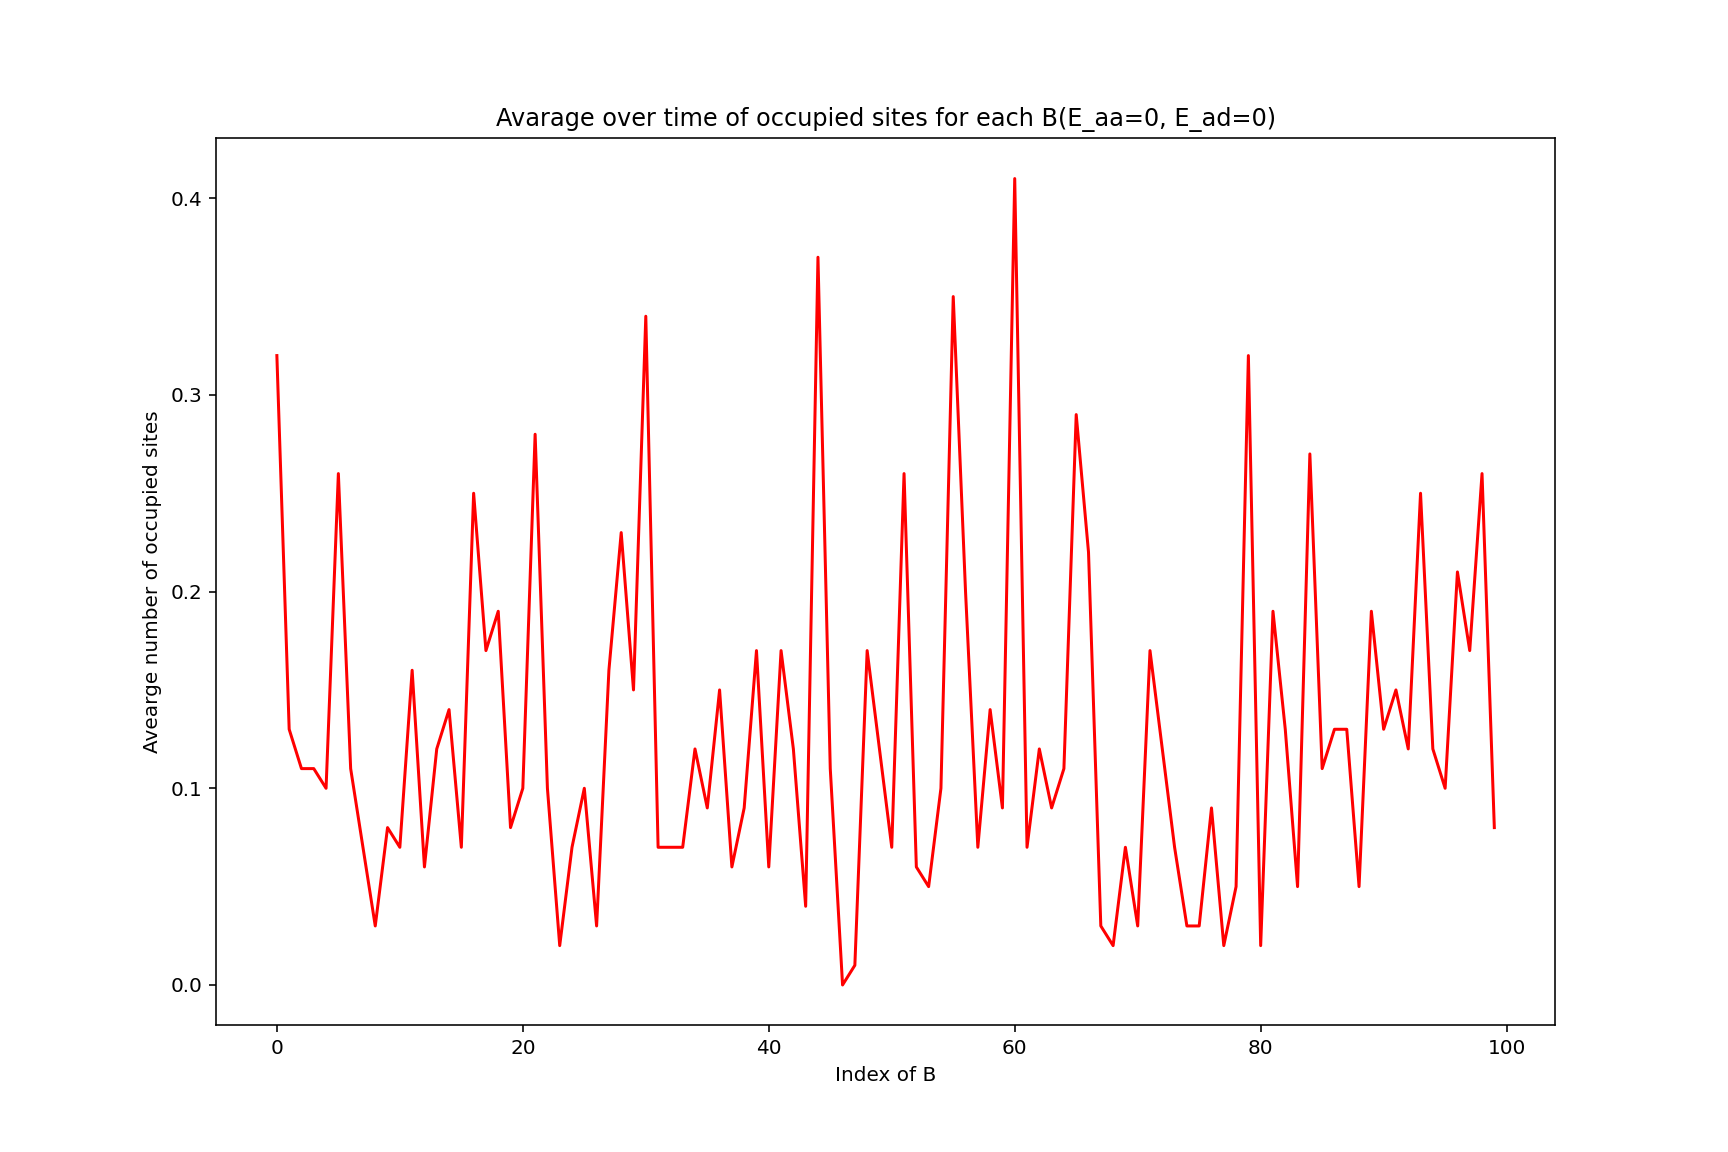 Avarage over time of occupied sites for each B(E_aa=0, E_ad=0)
Avearge number of occupied sites
0.4
0.3
0.2
0.1
0.0
0 20 40 60 80 100
Index of B